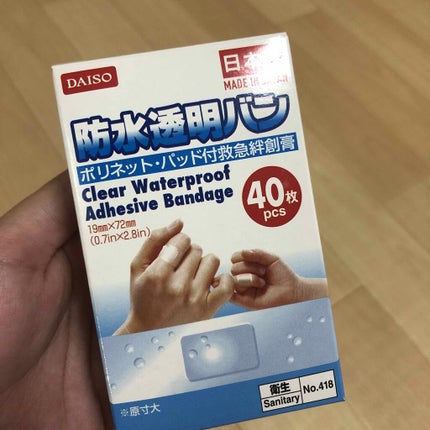 DAISO
日本
MADE IN JAPAN
防水透明バン
ポリネット・パッド付救急絆創膏
Clear Waterproof
Adhesive Bandage
19mm×72mm
(0.7in×2.8in)
40枚
pcs
※原寸大
衛生
Sanitary
No.418